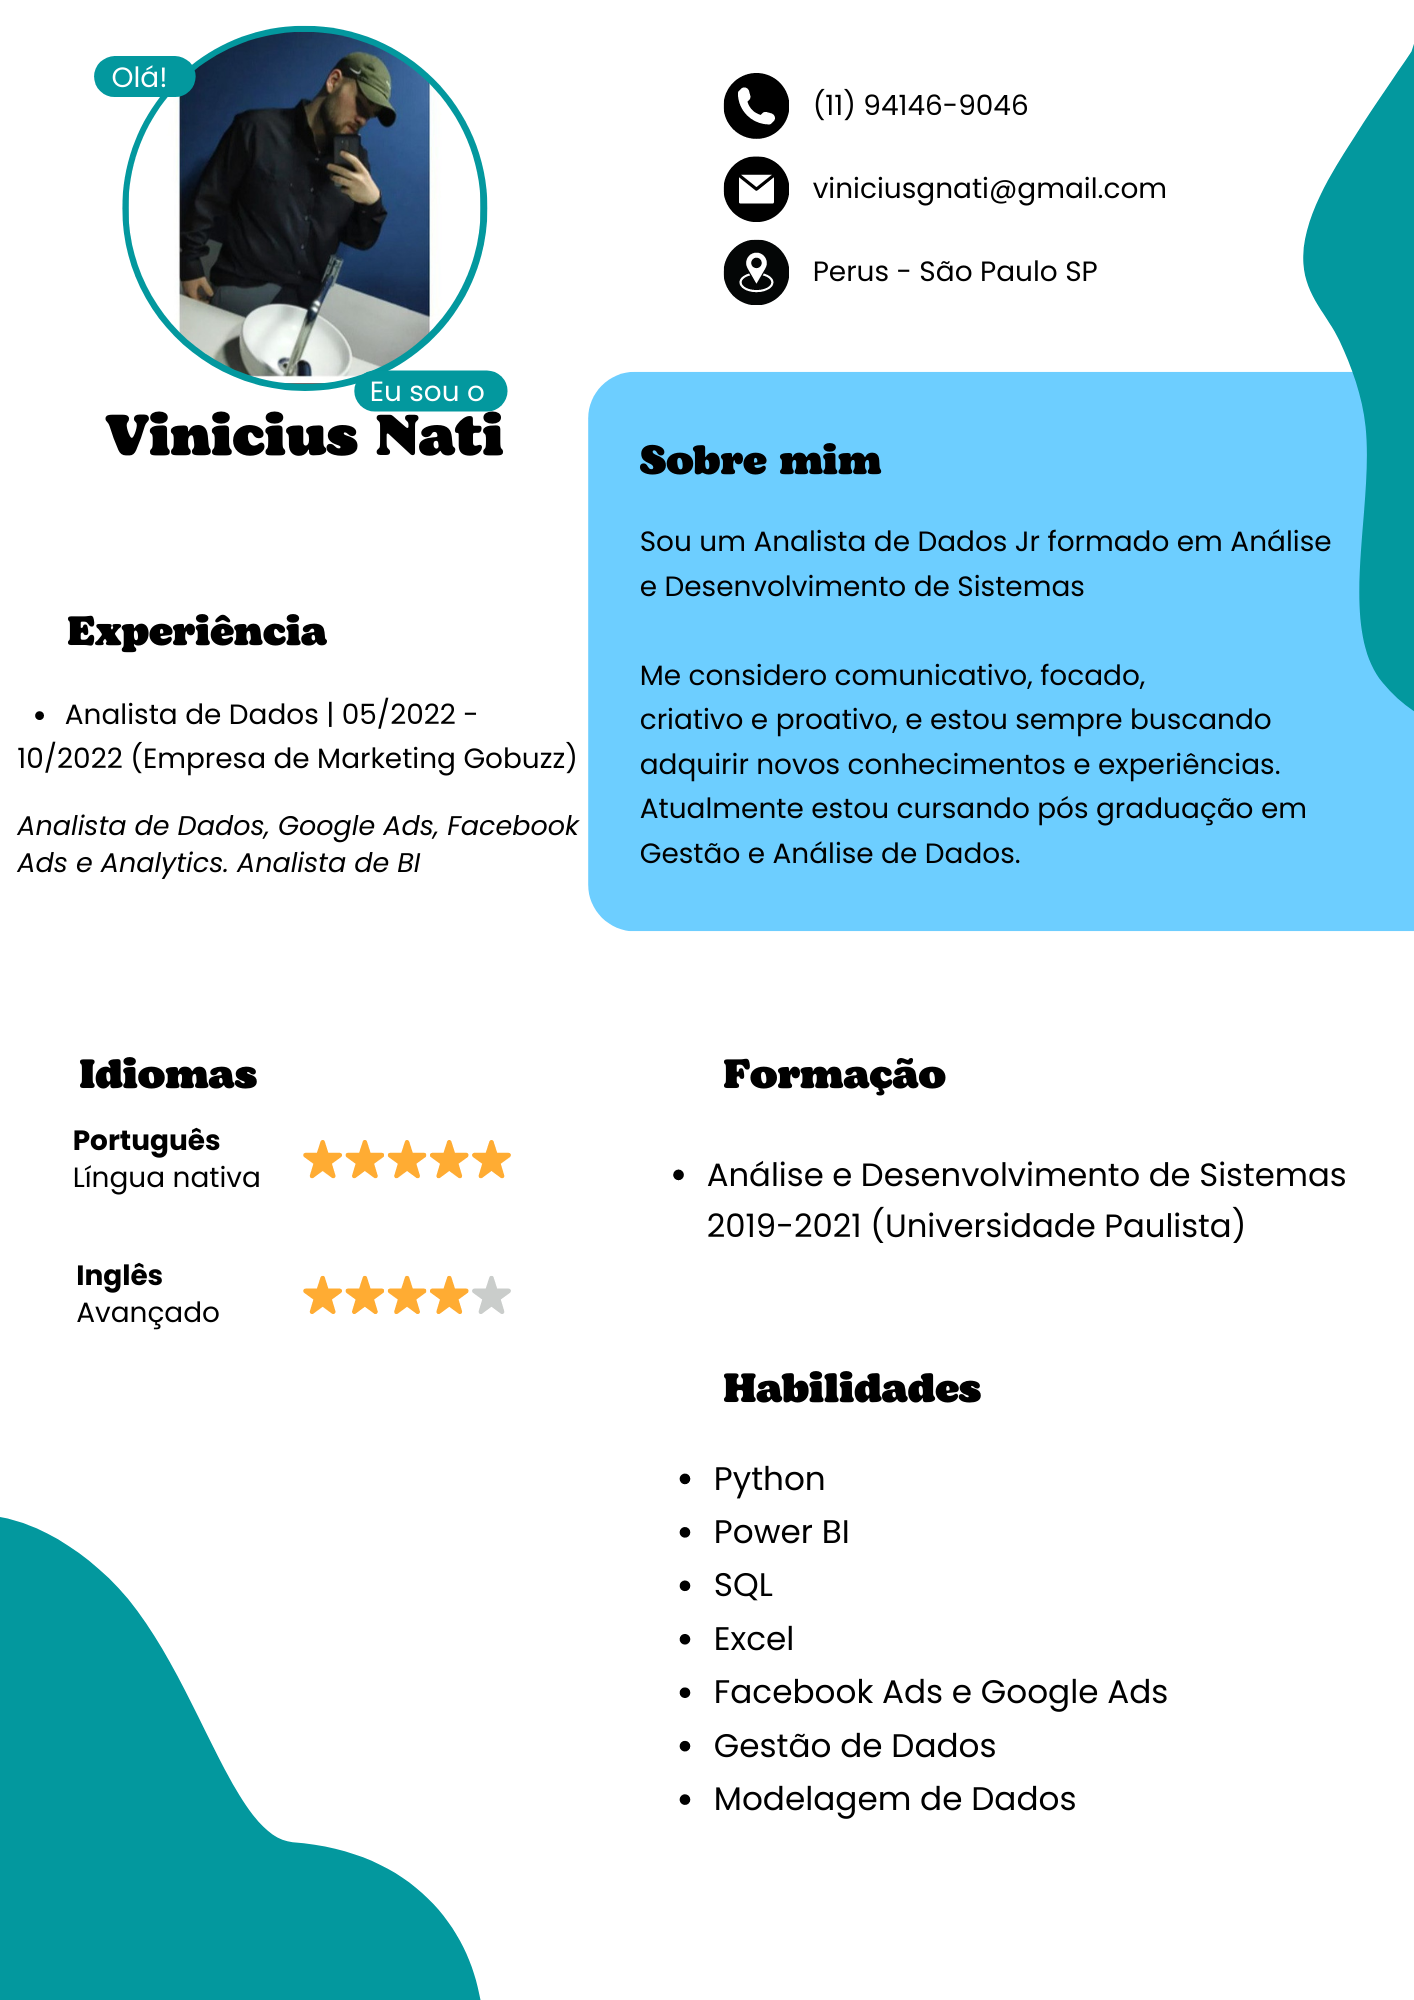 Olá!
Eu sou o
Vinicius Nati
(11) 94146-9046
viniciusgnati@gmail.com
Perus - São Paulo SP
Sobre mim
Sou um Analista de Dados Jr formado em Análise
e Desenvolvimento de Sistemas
Me considero comunicativo, focado,
criativo e proativo, e estou sempre buscando
adquirir novos conhecimentos e experiências.
Atualmente estou cursando pós graduação em
Gestão e Análise de Dados.
Experiência
• Analista de Dados | 05/2022 -
10/2022 (Empresa de Marketing Gobuzz)
Analista de Dados, Google Ads, Facebook
Ads e Analytics. Analista de BI
Idiomas
Português
Língua nativa
Inglês
Avançado
Formação
• Análise e Desenvolvimento de Sistemas
2019-2021 (Universidade Paulista)
Habilidades
• Python
• Power BI
• SQL
• Excel
• Facebook Ads e Google Ads
• Gestão de Dados
• Modelagem de Dados